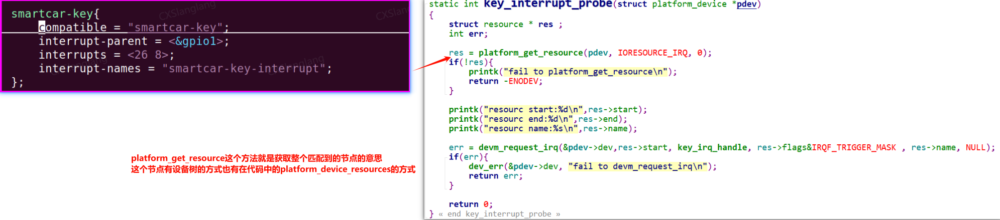 smartcar-key{
compatible = "smartcar-key";
interrupt-parent = <&gpio1>;
interrupts = <26 8>;
interrupt-names = "smartcar-key-interrupt";
};
CXSlanglang
platform_get_resource这个方法就是获取整个匹配到的节点的意思
这个节点有设备树的方式也有在代码中的platform_device_resources的方式
static int key_interrupt_probe(struct platform_device *pdev)
{
struct resource * res ;
int err;
res = platform_get_resource(pdev, IORESOURCE_IRQ, 0);
if(!res){
printk("fail to platform_get_resource\n");
return -ENODEV;
}
printk("resourc start:%d\n",res->start);
printk("resourc end:%d\n",res->end);
printk("resourc name:%s\n",res->name);
err = devm_request_irq(&pdev->dev,res->start, key_irq_handle, res->flags&IRQF_TRIGGER_MASK , res->name, NULL);
if(err){
dev_err(&pdev->dev, "fail to devm_request_irq\n");
return err;
}
return 0;
} « end key_interrupt_probe »